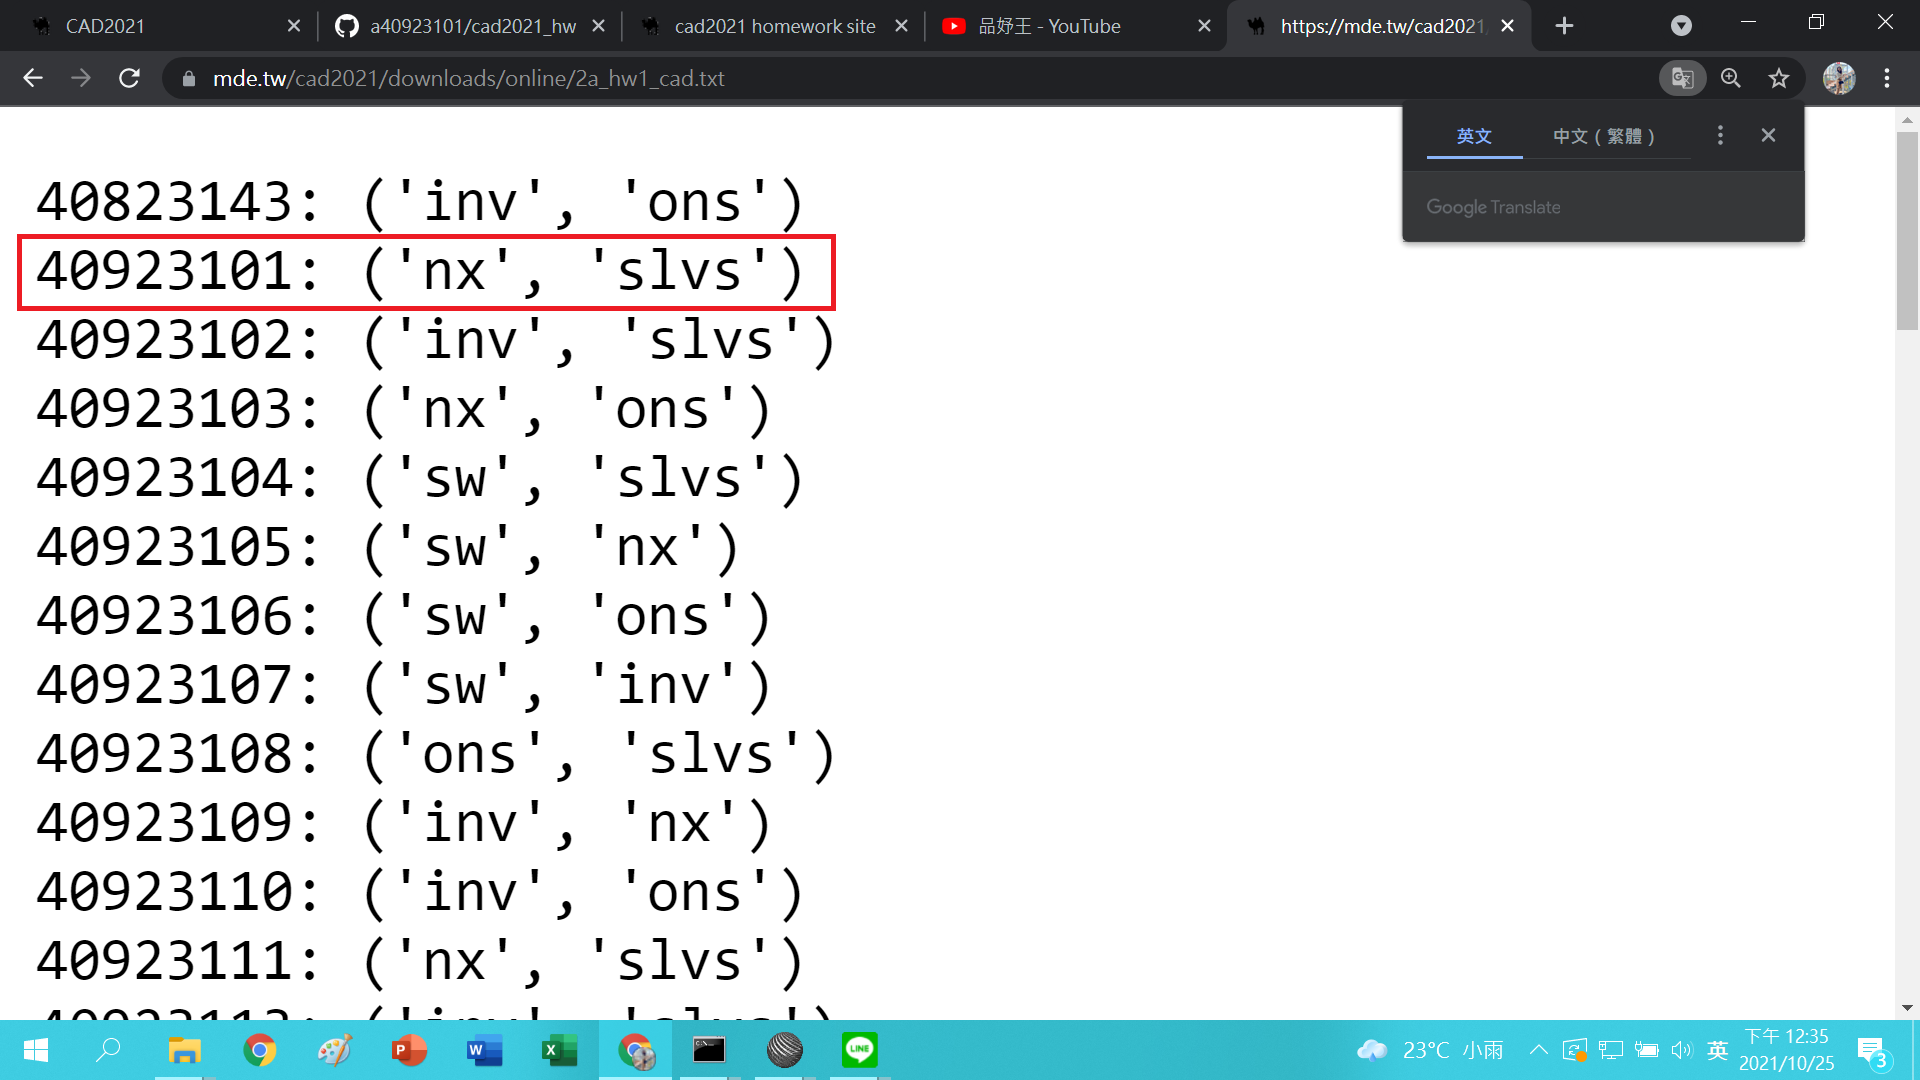 CAD2021
a40923101/cad2021_hw
cad2021 homework site
品妤王 - YouTube
https://mde.tw/cad2021/
mde.tw/cad2021/downloads/online/2a_hw1_cad.txt
英文
中文（繁體）
Google Translate
40823143: ('inv', 'ons')
40923101: ('nx', 'slvs')
40923102: ('inv', 'slvs')
40923103: ('nx', 'ons')
40923104: ('sw', 'slvs')
40923105: ('sw', 'nx')
40923106: ('sw', 'ons')
40923107: ('sw', 'inv')
40923108: ('ons', 'slvs')
40923109: ('inv', 'nx')
40923110: ('inv', 'ons')
40923111: ('nx', 'slvs')
40923112: ('inv', 'slvs')
23°C 小雨
英
下午 12:35
2021/10/25
3